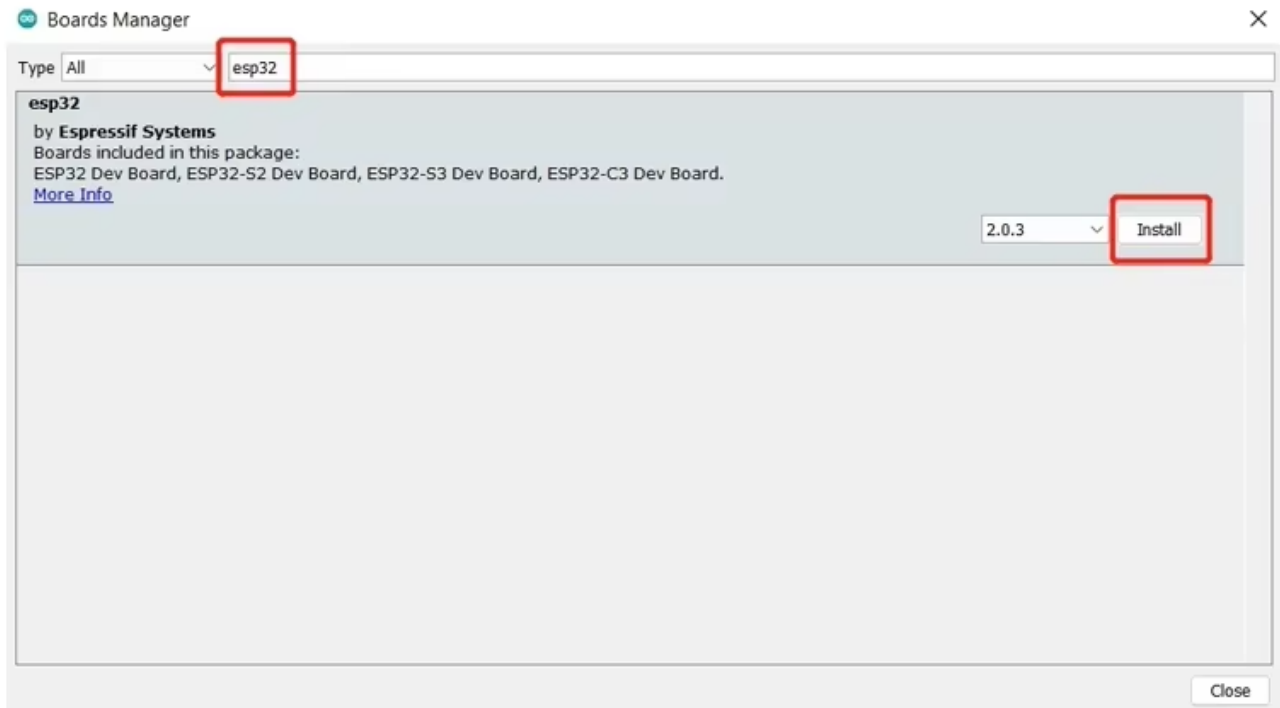 Boards Manager
Type All esp32
esp32
by Espressif Systems
Boards included in this package:
ESP32 Dev Board, ESP32-S2 Dev Board, ESP32-S3 Dev Board, ESP32-C3 Dev Board.
More Info
2.0.3 Install
Close